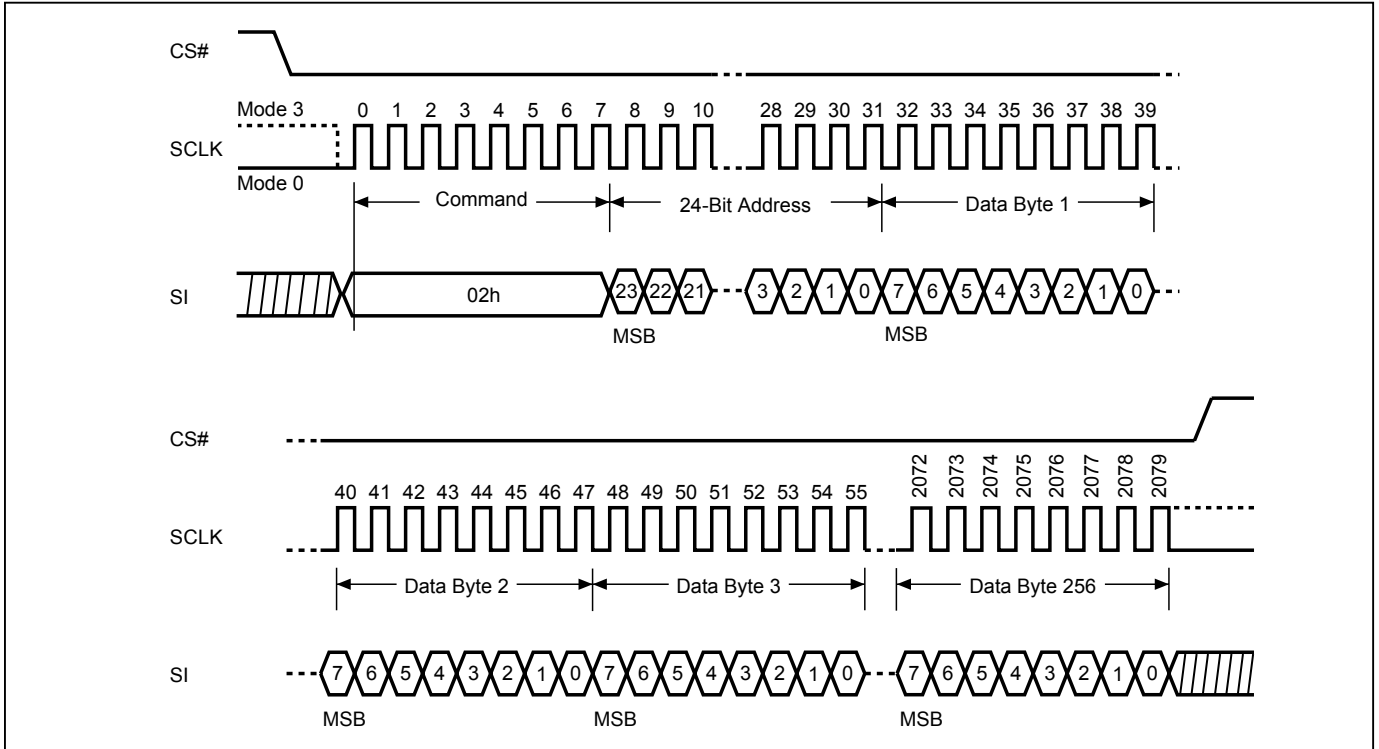 CS#
Mode 3
0 1 2 3 4 5 6 7 8 9 10 28 29 30 31 32 33 34 35 36 37 38 39
SCLK
Mode 0
Command 24-Bit Address Data Byte 1
SI
02h 23 22 21 3 2 1 0 7 6 5 4 3 2 1 0
MSB MSB
CS#
40 41 42 43 44 45 46 47 48 49 50 51 52 53 54 55 2072 2073 2074 2075 2076 2077 2078 2079
SCLK
Data Byte 2 Data Byte 3 Data Byte 256
SI
7 6 5 4 3 2 1 0 7 6 5 4 3 2 1 0 7 6 5 4 3 2 1 0
MSB MSB MSB